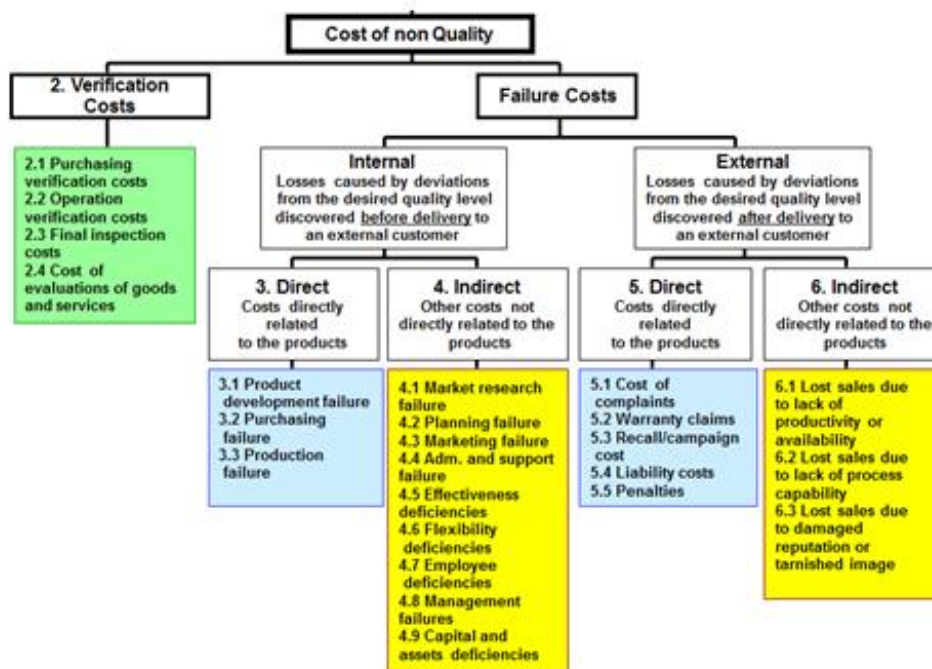 Cost of non Quality
2. Verification
Costs
Failure Costs
2.1 Purchasing
verification costs
2.2 Operation
verification costs
2.3 Final inspection
costs
2.4 Cost of
evaluations of goods
and services
Internal
Losses caused by deviations
from the desired quality level
discovered before delivery to
an external customer
External
Losses caused by deviations
from the desired quality level
discovered after delivery to
an external customer
3. Direct
Costs directly
related
to the products
4. Indirect
Other costs not
directly related to the
products
5. Direct
Costs directly
related
to the products
6. Indirect
Other costs not
directly related to the
products
3.1 Product
development failure
3.2 Purchasing
failure
3.3 Production
failure
4.1 Market research
failure
4.2 Planning failure
4.3 Marketing failure
4.4 Adm. and support
failure
4.5 Effectiveness
deficiencies
4.6 Flexibility
deficiencies
4.7 Employee
deficiencies
4.8 Management
failures
4.9 Capital and
assets deficiencies
5.1 Cost of
complaints
5.2 Warranty claims
5.3 Recall/campaign
cost
5.4 Liability costs
5.5 Penalties
6.1 Lost sales due
to lack of
productivity or
availability
6.2 Lost sales due
to lack of process
capability
6.3 Lost sales due
to damaged
reputation or
tarnished image